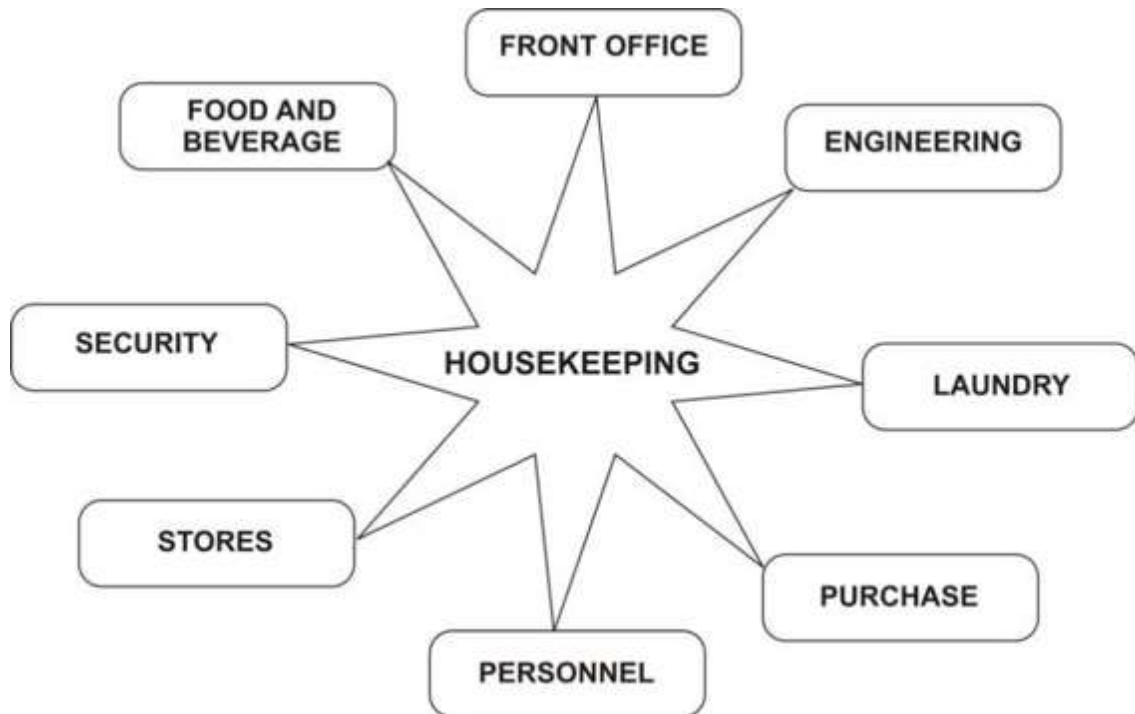 FRONT OFFICE
FOOD AND
BEVERAGE
ENGINEERING
SECURITY
HOUSEKEEPING
LAUNDRY
STORES
PURCHASE
PERSONNEL